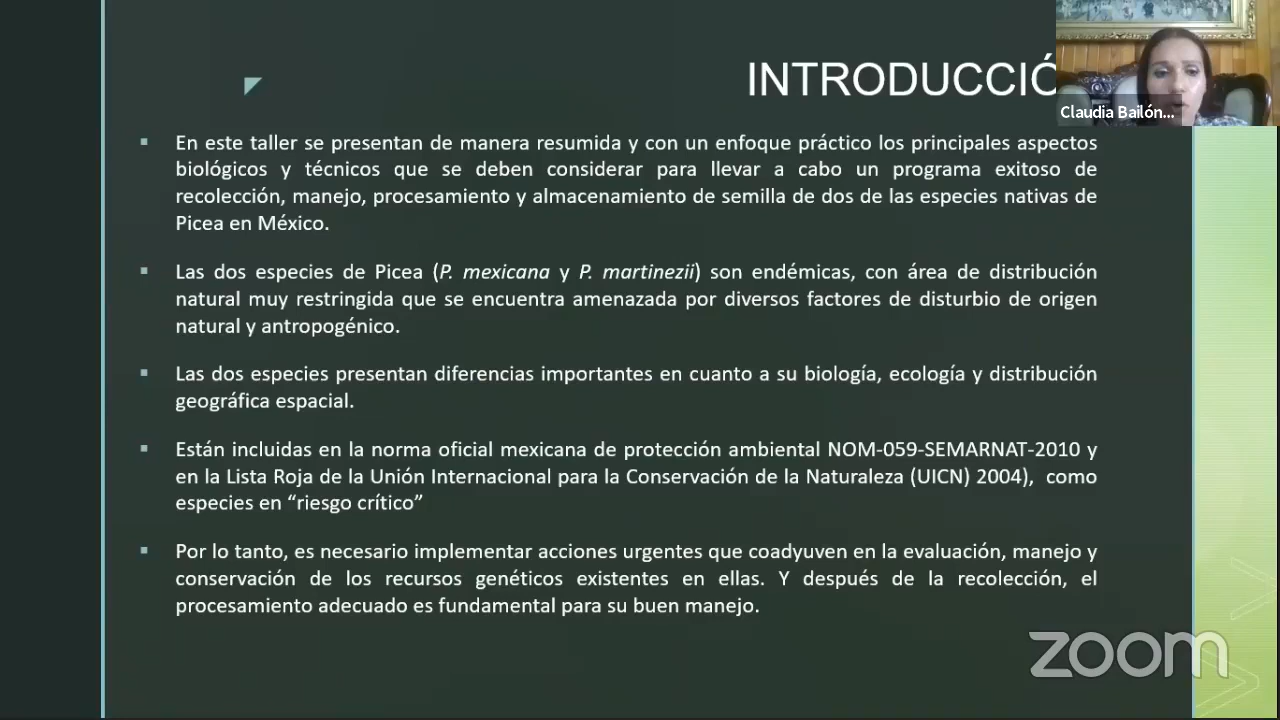 INTRODUCCIÓ
Claudia Bailón...
▪ En este taller se presentan de manera resumida y con un enfoque práctico los principales aspectos
biológicos y técnicos que se deben considerar para llevar a cabo un programa exitoso de
recolección, manejo, procesamiento y almacenamiento de semilla de dos de las especies nativas de
Picea en México.
▪ Las dos especies de Picea (P. mexicana y P. martinezii) son endémicas, con área de distribución
natural muy restringida que se encuentra amenazada por diversos factores de disturbio de origen
natural y antropogénico.
▪ Las dos especies presentan diferencias importantes en cuanto a su biología, ecología y distribución
geográfica espacial.
▪ Están incluidas en la norma oficial mexicana de protección ambiental NOM-059-SEMARNAT-2010 y
en la Lista Roja de la Unión Internacional para la Conservación de la Naturaleza (UICN) 2004), como
especies en “riesgo crítico”
▪ Por lo tanto, es necesario implementar acciones urgentes que coadyuven en la evaluación, manejo y
conservación de los recursos genéticos existentes en ellas. Y después de la recolección, el
procesamiento adecuado es fundamental para su buen manejo.
zoom